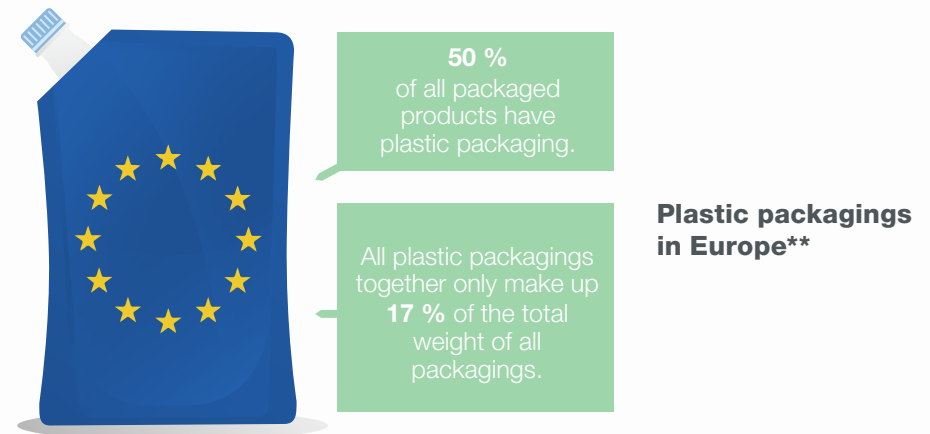 50 %
of all packaged
products have
plastic packaging.
All plastic packagings
together only make up
17 % of the total
weight of all
packagings.
Plastic packagings
in Europe**